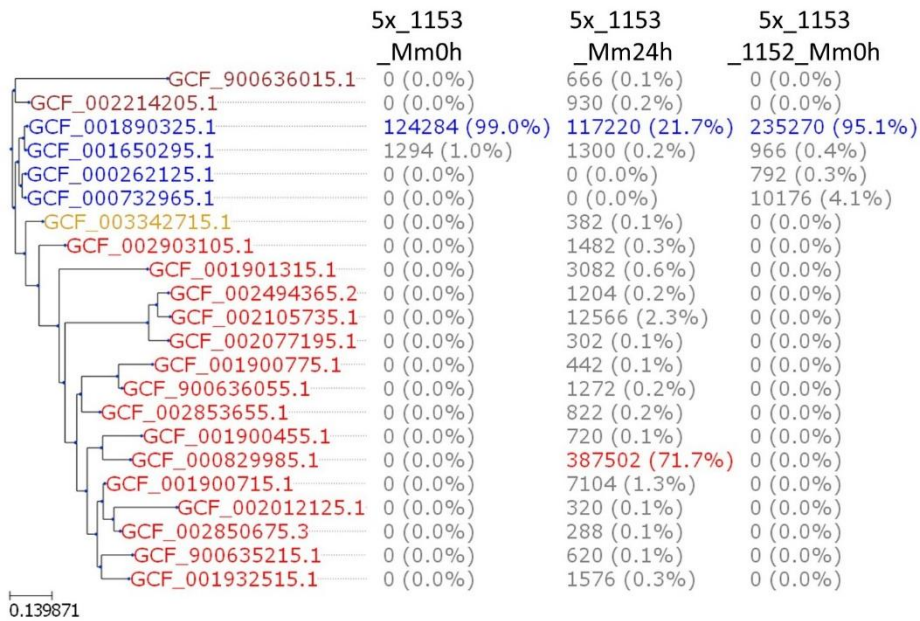 5x_1153 5x_1153 5x_1153
_Mm0h _Mm24h _1152_Mm0h
GCF_900636015.1 0 (0.0%) 666 (0.1%) 0 (0.0%)
GCF_002214205.1 0 (0.0%) 930 (0.2%) 0 (0.0%)
GCF_001890325.1 124284 (99.0%) 117220 (21.7%) 235270 (95.1%)
GCF_001650295.1 1294 (1.0%) 1300 (0.2%) 966 (0.4%)
GCF_000262125.1 0 (0.0%) 0 (0.0%) 792 (0.3%)
GCF_000732965.1 0 (0.0%) 0 (0.0%) 10176 (4.1%)
GCF_003342715.1 0 (0.0%) 382 (0.1%) 0 (0.0%)
GCF_002903105.1 0 (0.0%) 1482 (0.3%) 0 (0.0%)
GCF_001901315.1 0 (0.0%) 3082 (0.6%) 0 (0.0%)
GCF_002494365.2 0 (0.0%) 1204 (0.2%) 0 (0.0%)
GCF_002105735.1 0 (0.0%) 12566 (2.3%) 0 (0.0%)
GCF_002077195.1 0 (0.0%) 302 (0.1%) 0 (0.0%)
GCF_001900775.1 0 (0.0%) 442 (0.1%) 0 (0.0%)
GCF_900636055.1 0 (0.0%) 1272 (0.2%) 0 (0.0%)
GCF_002853655.1 0 (0.0%) 822 (0.2%) 0 (0.0%)
GCF_001900455.1 0 (0.0%) 720 (0.1%) 0 (0.0%)
GCF_000829985.1 0 (0.0%) 387502 (71.7%) 0 (0.0%)
GCF_001900715.1 0 (0.0%) 7104 (1.3%) 0 (0.0%)
GCF_002012125.1 0 (0.0%) 320 (0.1%) 0 (0.0%)
GCF_002850675.3 0 (0.0%) 288 (0.1%) 0 (0.0%)
GCF_900635215.1 0 (0.0%) 620 (0.1%) 0 (0.0%)
GCF_001932515.1 0 (0.0%) 1576 (0.3%) 0 (0.0%)
0.139871